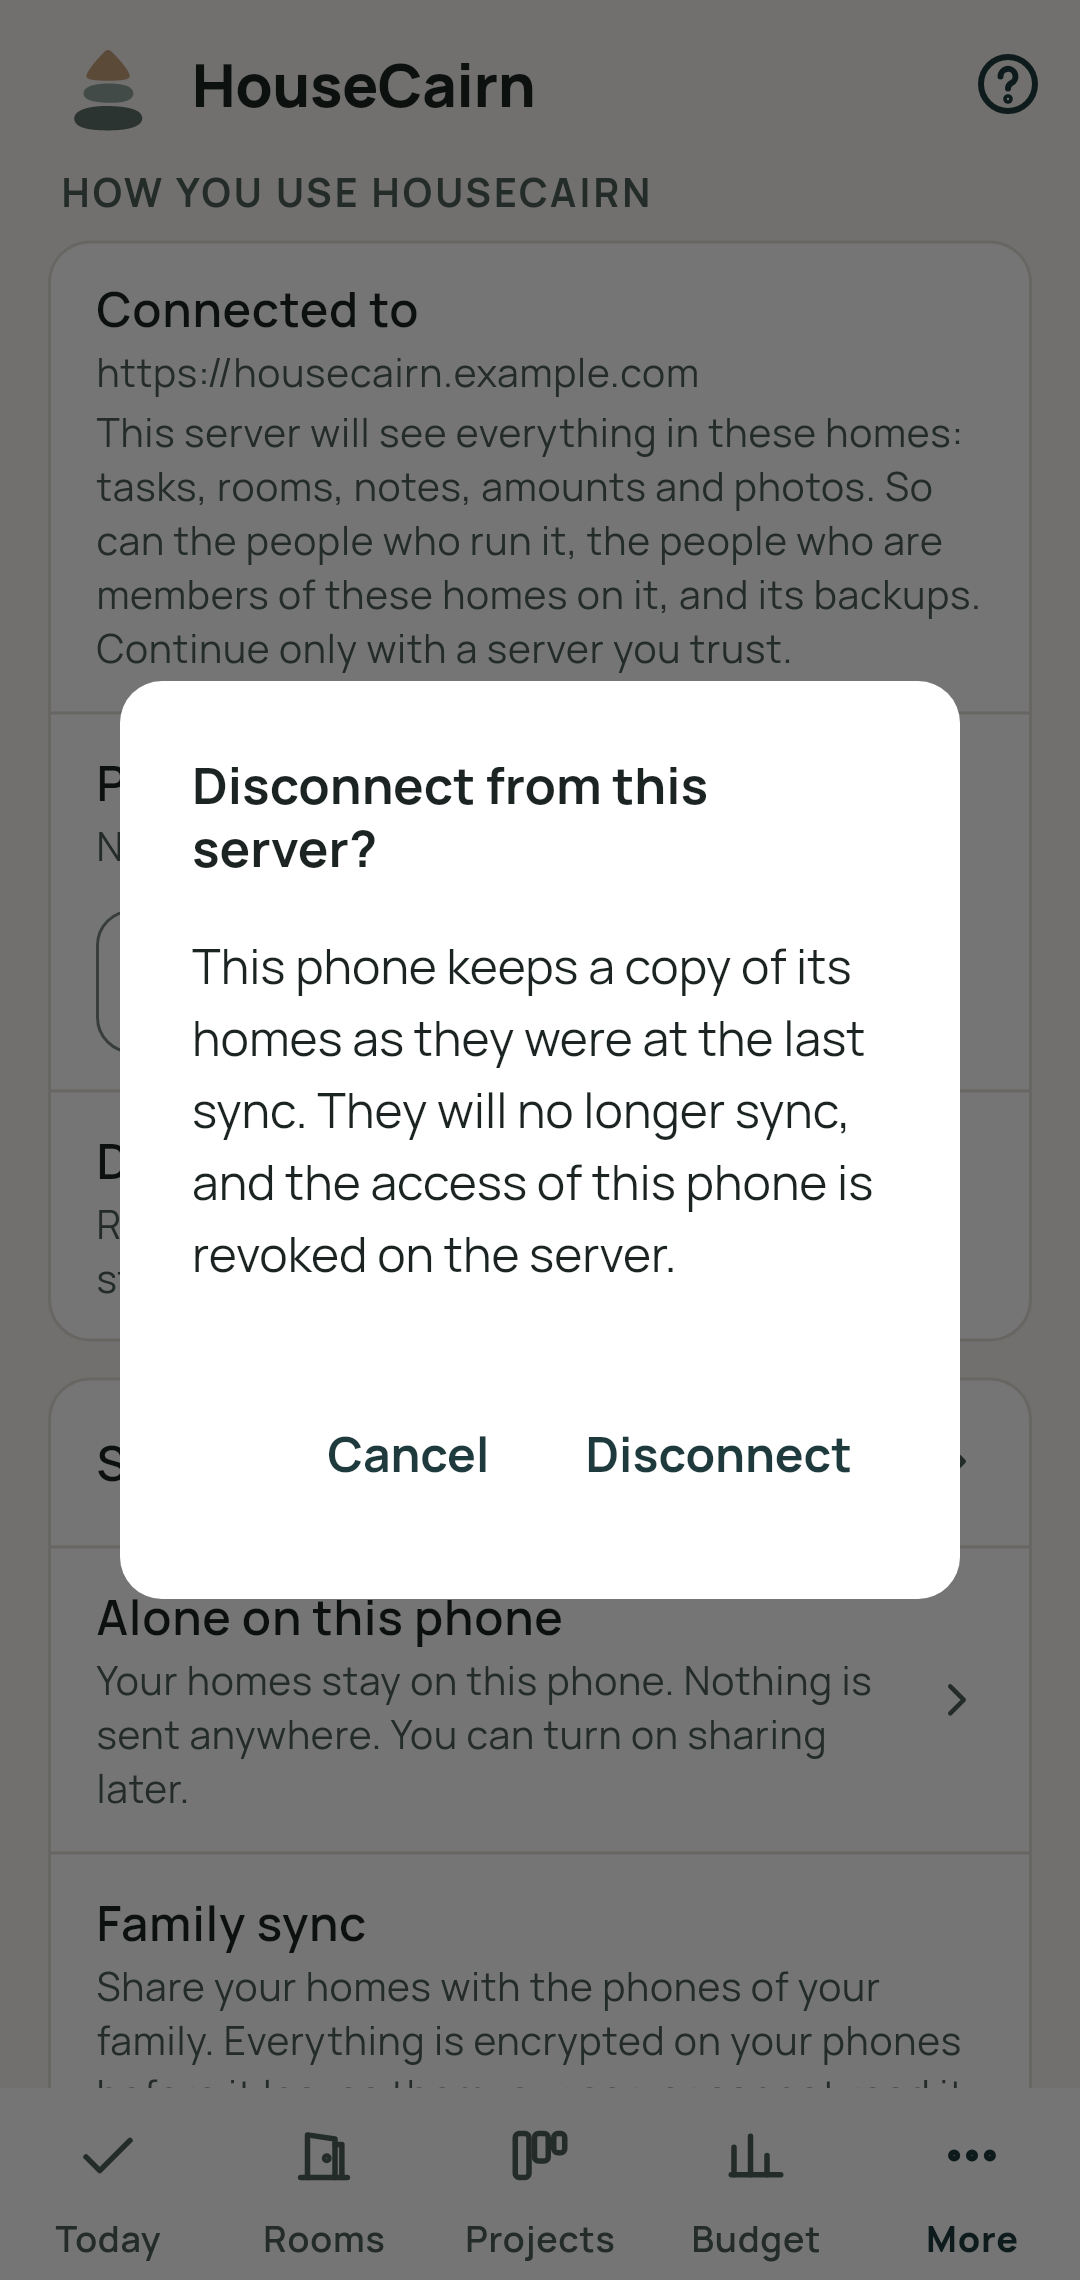 HouseCairn
HOW YOU USE HOUSECAIRN
Connected to
https://housecairn.example.com
This server will see everything in these homes:
tasks, rooms, notes, amounts and photos. So
can the people who run it, the people who are
members of these homes on it, and its backups.
Continue only with a server you trust.
Disconnect from this
server?
This phone keeps a copy of its
homes as they were at the last
sync. They will no longer sync,
and the access of this phone is
revoked on the server.
Cancel Disconnect
Alone on this phone
Your homes stay on this phone. Nothing is
sent anywhere. You can turn on sharing
later.
Family sync
Share your homes with the phones of your
family. Everything is encrypted on your phones
Today Rooms Projects Budget More